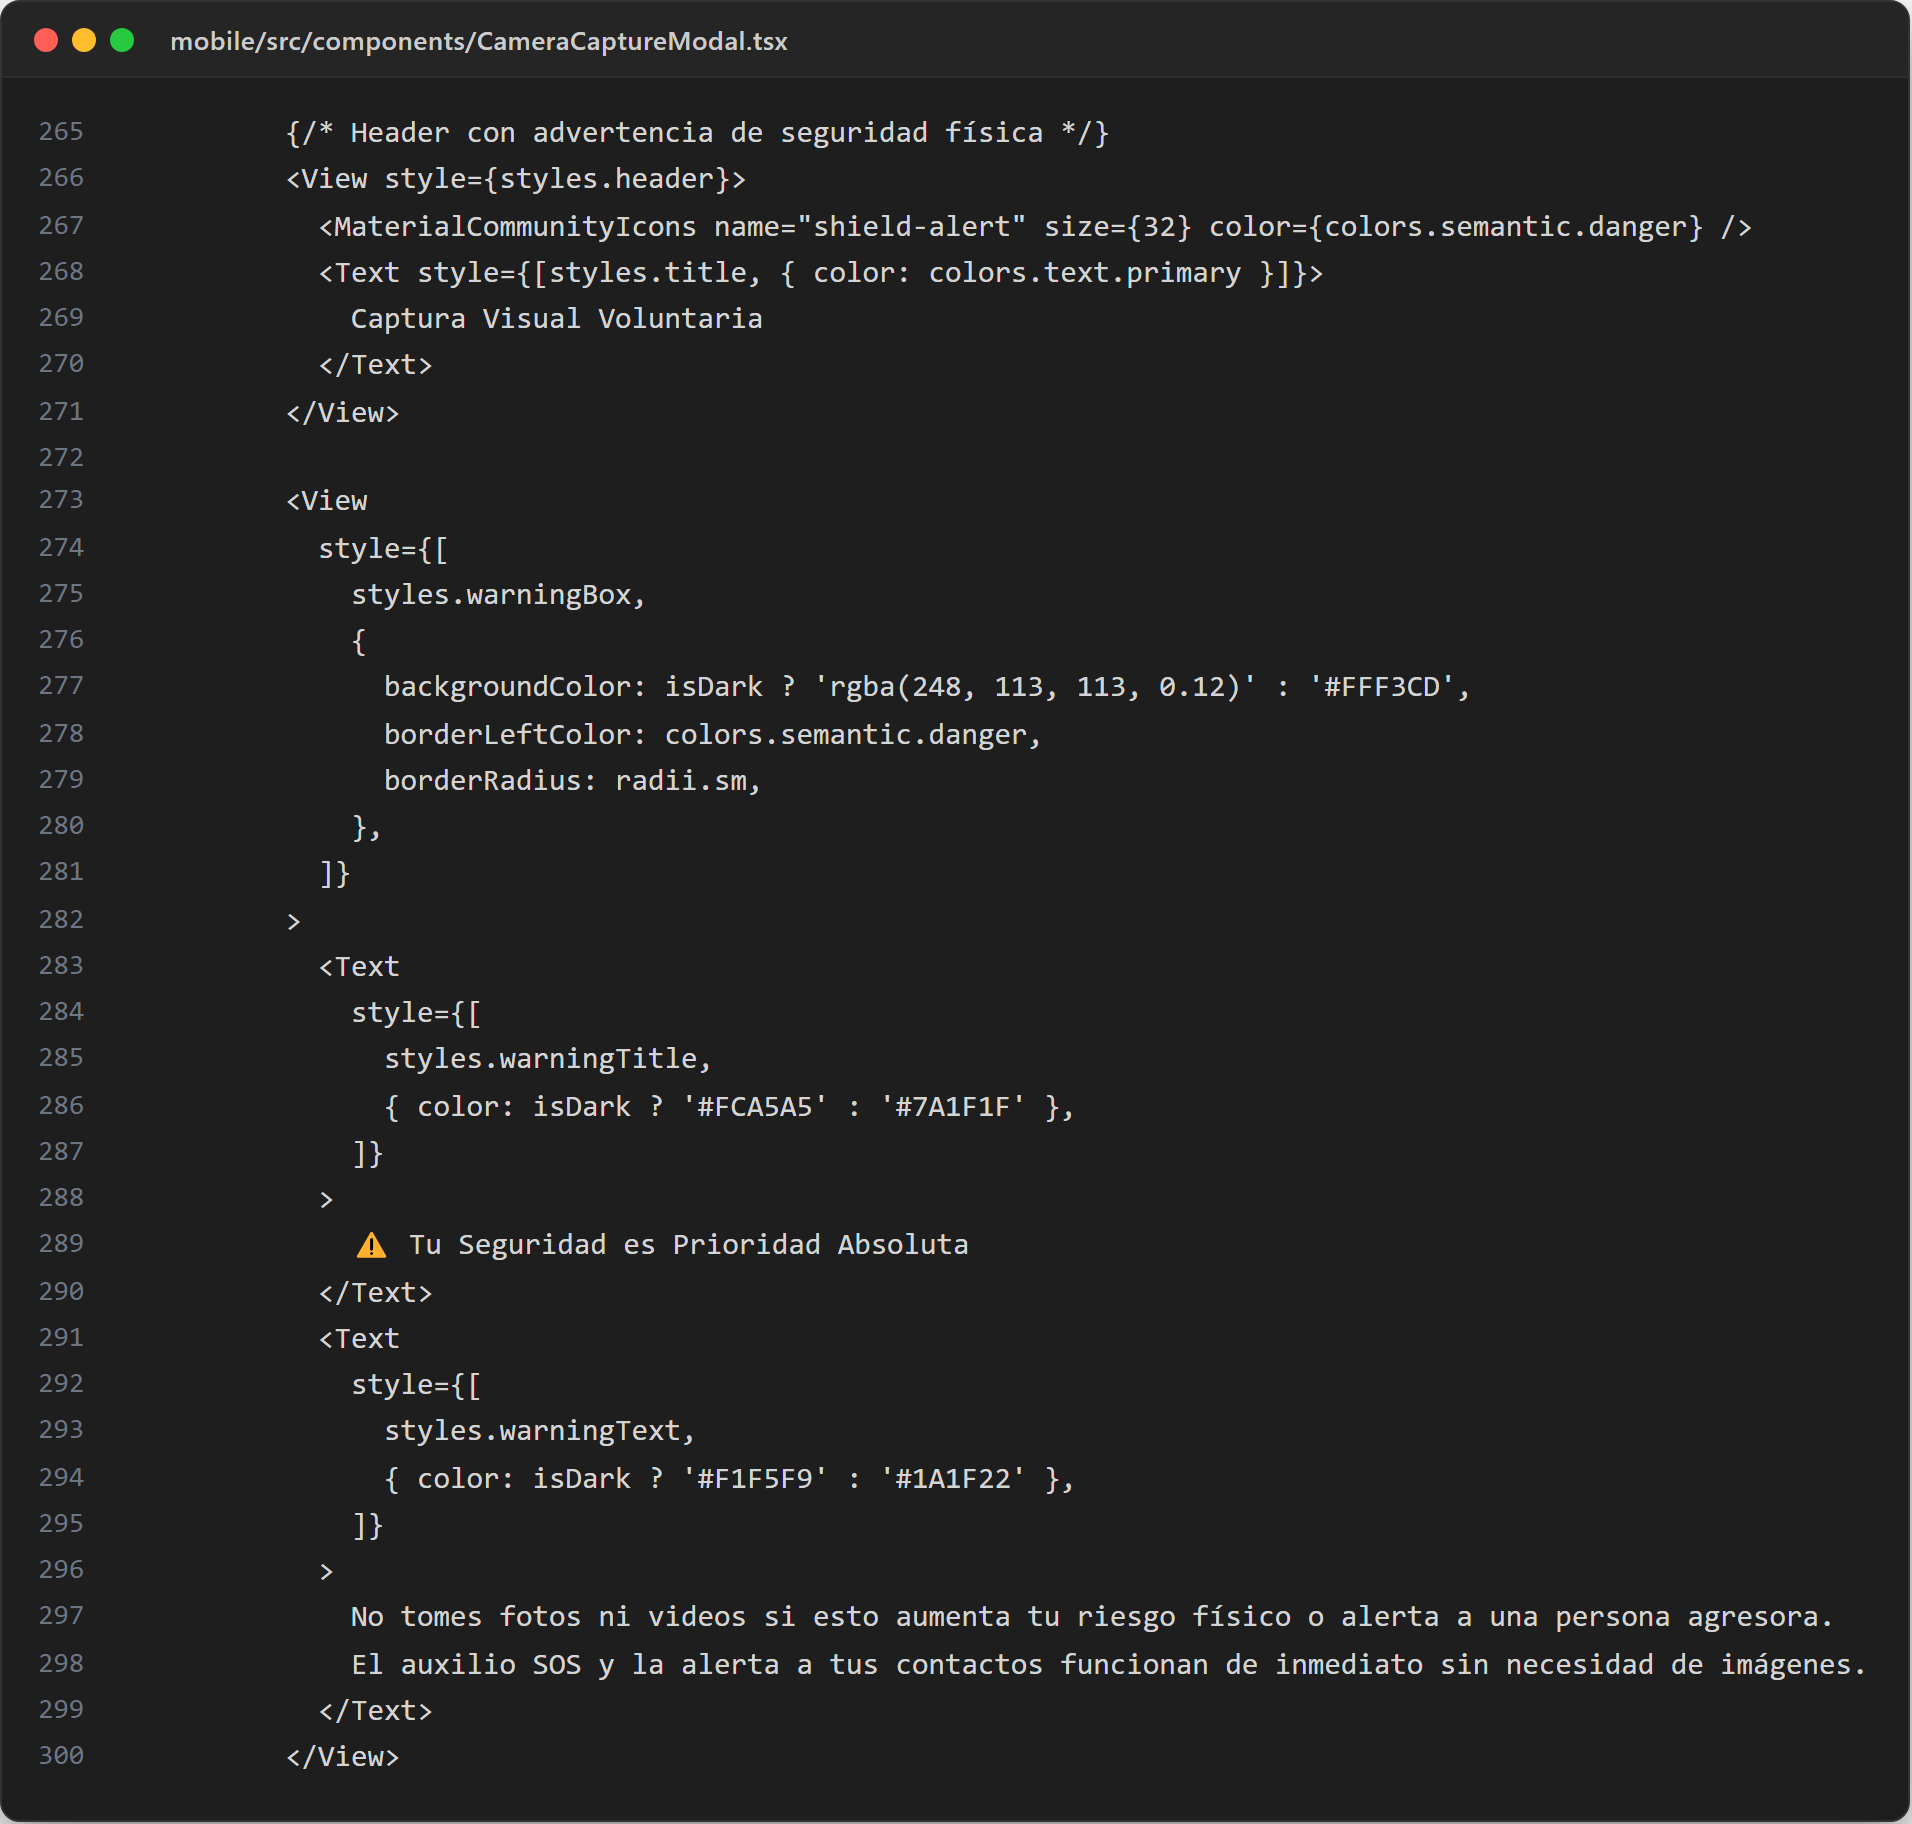 mobile/src/components/CameraCaptureModal.tsx
265 {/* Header con advertencia de seguridad física */}
266 <View style={styles.header}>
267 <MaterialCommunityIcons name="shield-alert" size={32} color={colors.semantic.danger} />
268 <Text style={[styles.title, { color: colors.text.primary }]}>
269 Captura Visual Voluntaria
270 </Text>
271 </View>
272
273 <View
274 style={[
275 styles.warningBox,
276 {
277 backgroundColor: isDark ? 'rgba(248, 113, 113, 0.12)' : '#FFF3CD',
278 borderLeftColor: colors.semantic.danger,
279 borderRadius: radii.sm,
280 },
281 ]}
282 >
283 <Text
284 style={[
285 styles.warningTitle,
286 { color: isDark ? '#FCA5A5' : '#7A1F1F' },
287 ]}
288 >
289 ⚠️ Tu Seguridad es Prioridad Absoluta
290 </Text>
291 <Text
292 style={[
293 styles.warningText,
294 { color: isDark ? '#F1F5F9' : '#1A1F22' },
295 ]}
296 >
297 No tomes fotos ni videos si esto aumenta tu riesgo físico o alerta a una persona agresora.
298 El auxilio SOS y la alerta a tus contactos funcionan de inmediato sin necesidad de imágenes.
299 </Text>
300 </View>